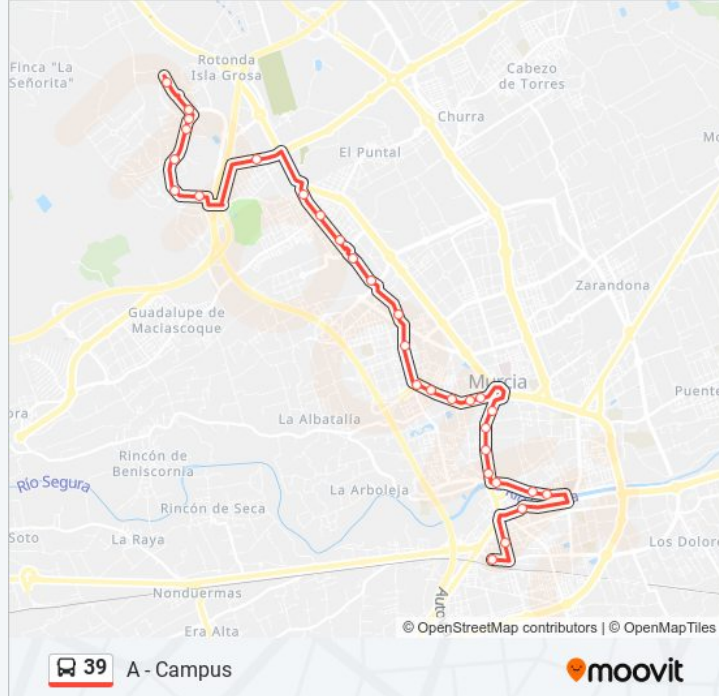 Finca "La
Señorita"
Rotonda
Isla Grosa
Cabezo
de Torres
Churra
El Puntal
Zarandona
Guadalupe de
Maciascoque
Murcia
Puente
La Albatalía
Rincón de
Beniscornia
Río Segura
La Arboleja
Rincón de Seca
Soto
La Raya
Los Dolore
Nonduermas
Auto
Era Alta
© OpenStreetMap contributors | © OpenMapTiles
39 A - Campus
moovit